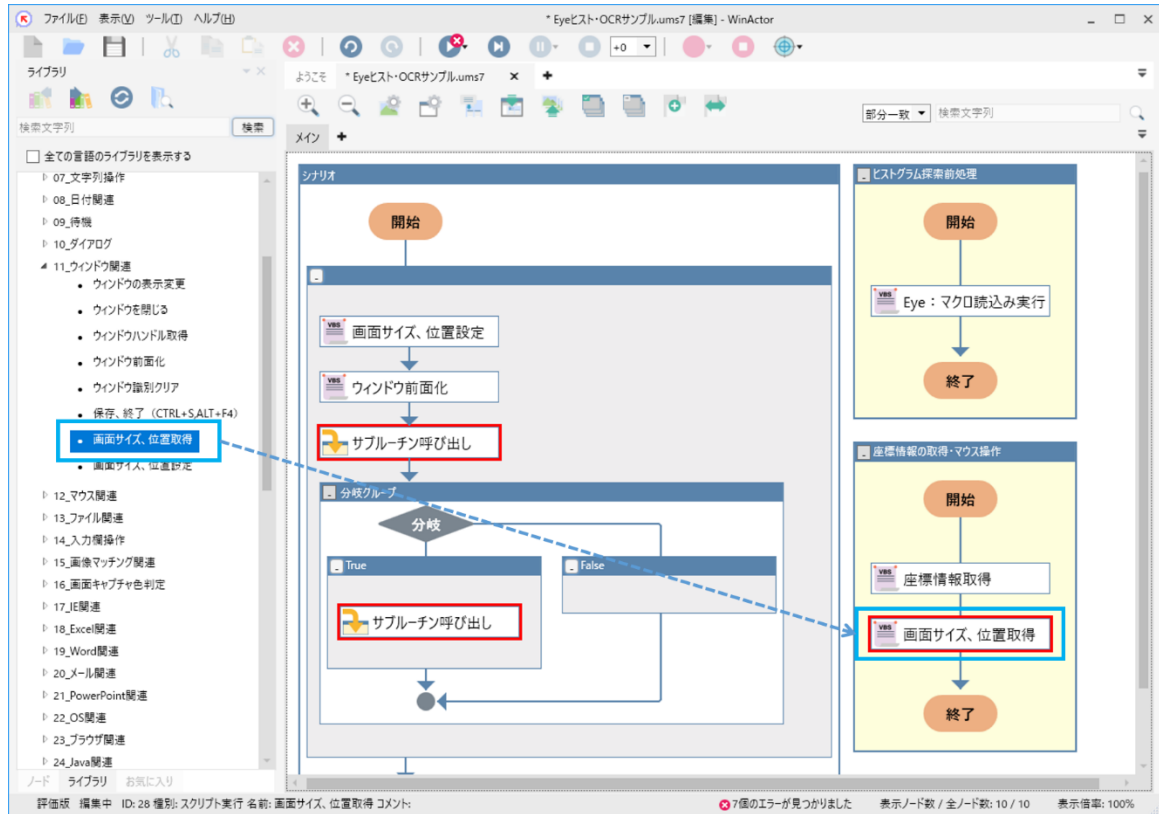 ファイル(F) 表示(V) ツール(T) ヘルプ(H)
* Eyeヒスト・OCRサンプル.ums7 [編集] - WinActor
+0
ライブラリ
検索文字列
検索
全ての言語のライブラリを表示する
07_文字列操作
08_日付関連
09_待機
10_ダイアログ
11_ウィンドウ関連
ウィンドウの表示変更
ウィンドウを閉じる
ウィンドウハンドル取得
ウィンドウ前面化
ウィンドウ識別クリア
保存、終了（CTRL+S,ALT+F4）
画面サイズ、位置取得
画面サイズ、位置設定
12_マウス関連
13_ファイル関連
14_入力欄操作
15_画像マッチング関連
16_画面キャプチャ色判定
17_IE関連
18_Excel関連
19_Word関連
20_メール関連
21_PowerPoint関連
22_OS関連
23_ブラウザ関連
24_Java関連
ノード ライブラリ お気に入り
ようこそ * Eyeヒスト・OCRサンプル.ums7
部分一致 検索文字列
メイン
シナリオ
開始
VBS 画面サイズ、位置設定
VBS ウィンドウ前面化
サブルーチン呼び出し
分岐グループ
分岐
True
False
サブルーチン呼び出し
ヒストグラム探索前処理
開始
VBS Eye：マクロ読込み実行
終了
座標情報の取得・マウス操作
開始
VBS 座標情報取得
VBS 画面サイズ、位置取得
終了
評価版 編集中 ID: 28 種別: スクリプト実行 名前: 画面サイズ、位置取得 コメント:
7個のエラーが見つかりました
表示ノード数 / 全ノード数: 10 / 10
表示倍率: 100%